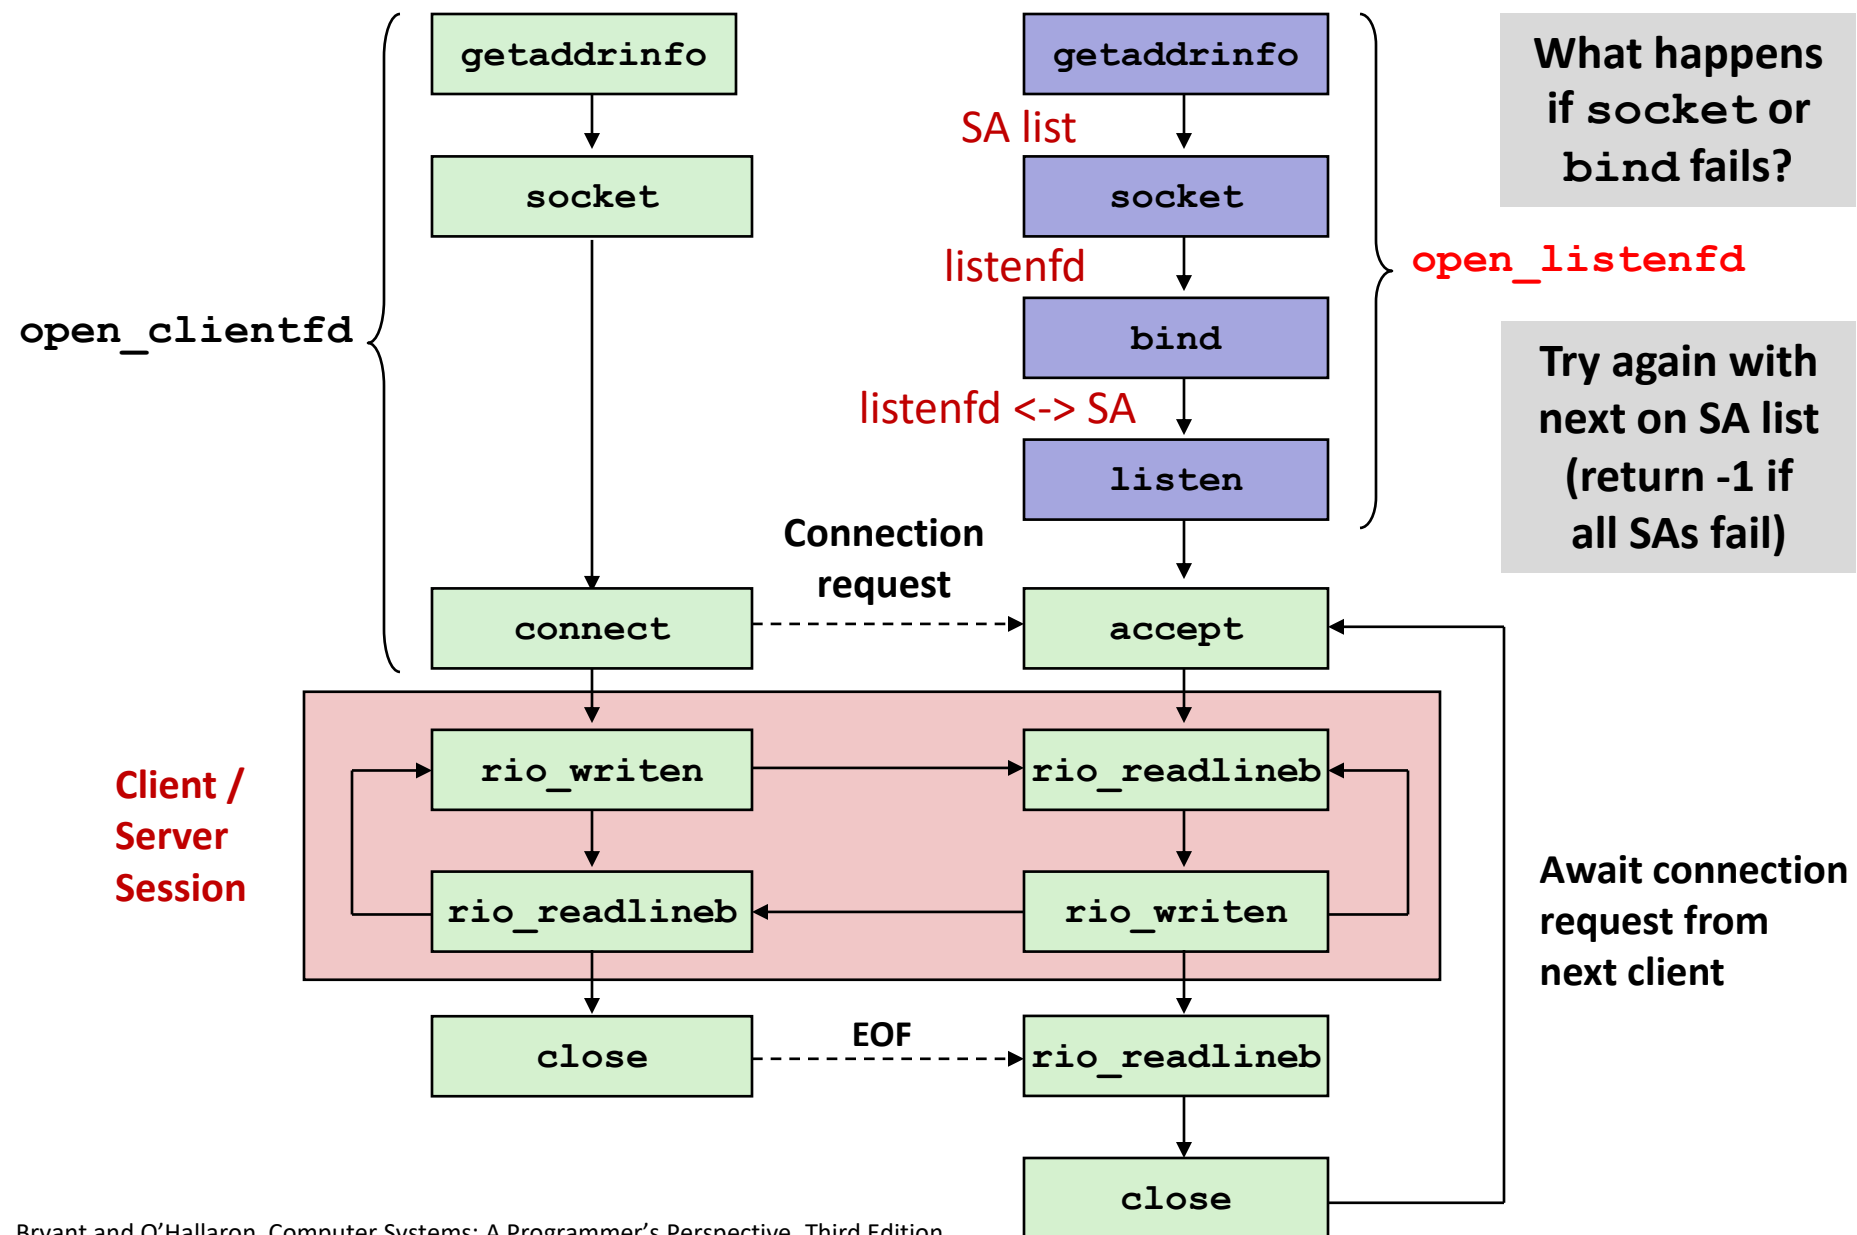 getaddrinfo
getaddrinfo
What happens
if socket or
bind fails?
SA list
socket
socket
listenfd
open_listenfd
open_clientfd
bind
Try again with
next on SA list
(return -1 if
all SAs fail)
listenfd <-> SA
listen
Connection
request
connect
accept
Client /
Server
Session
rio_writen
rio_readlineb
rio_readlineb
rio_writen
Await connection
request from
next client
close
EOF
rio_readlineb
close
Bryant and O'Hallaron, Computer Systems: A Programmer's Perspective, Third Edition